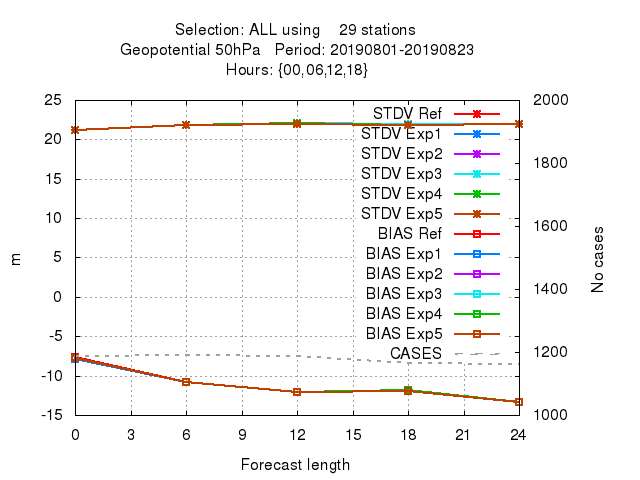 Selection: ALL using 29 stations
Geopotential 50hPa Period: 20190801-20190823
Hours: {00,06,12,18}
25
20
15
10
5
0
-5
-10
-15
m
2000
1800
1600
1400
1200
1000
No cases
STDV Ref
STDV Exp1
STDV Exp2
STDV Exp3
STDV Exp4
STDV Exp5
BIAS Ref
BIAS Exp1
BIAS Exp2
BIAS Exp3
BIAS Exp4
BIAS Exp5
CASES
0 3 6 9 12 15 18 21 24
Forecast length